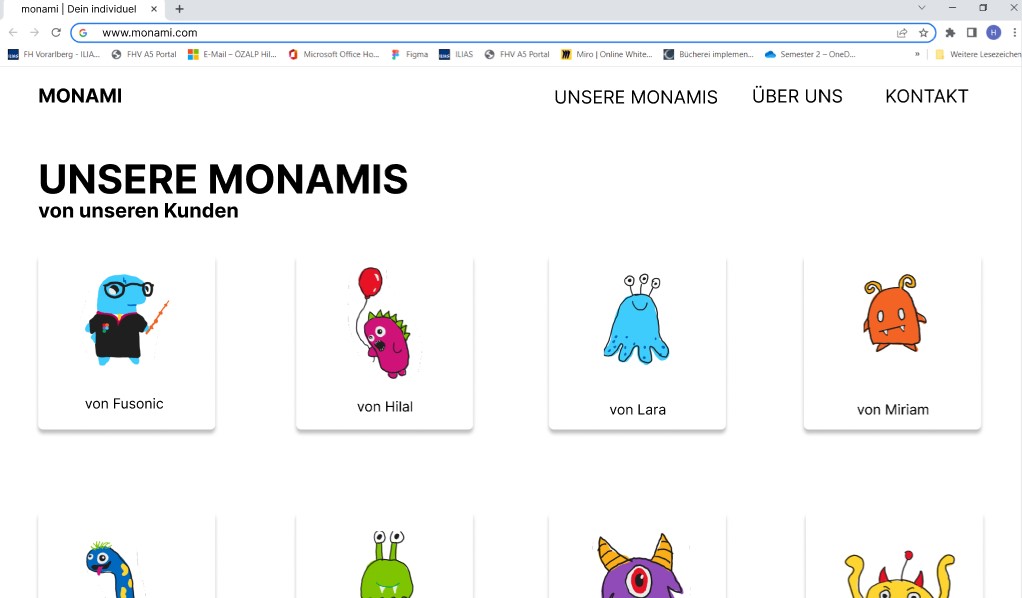 monami | Dein individuel
www.monami.com
FH Vorarlberg - ILIA...
FHV A5 Portal
E-Mail – ÖZALP Hil...
Microsoft Office Ho...
Figma
ILIAS
FHV A5 Portal
Miro | Online White...
Bücherei implemen...
Semester 2 – OneD...
»
Weitere Lesezeichen
H
MONAMI
UNSERE MONAMIS
ÜBER UNS
KONTAKT
UNSERE MONAMIS
von unseren Kunden
von Fusonic
von Hilal
von Lara
von Miriam